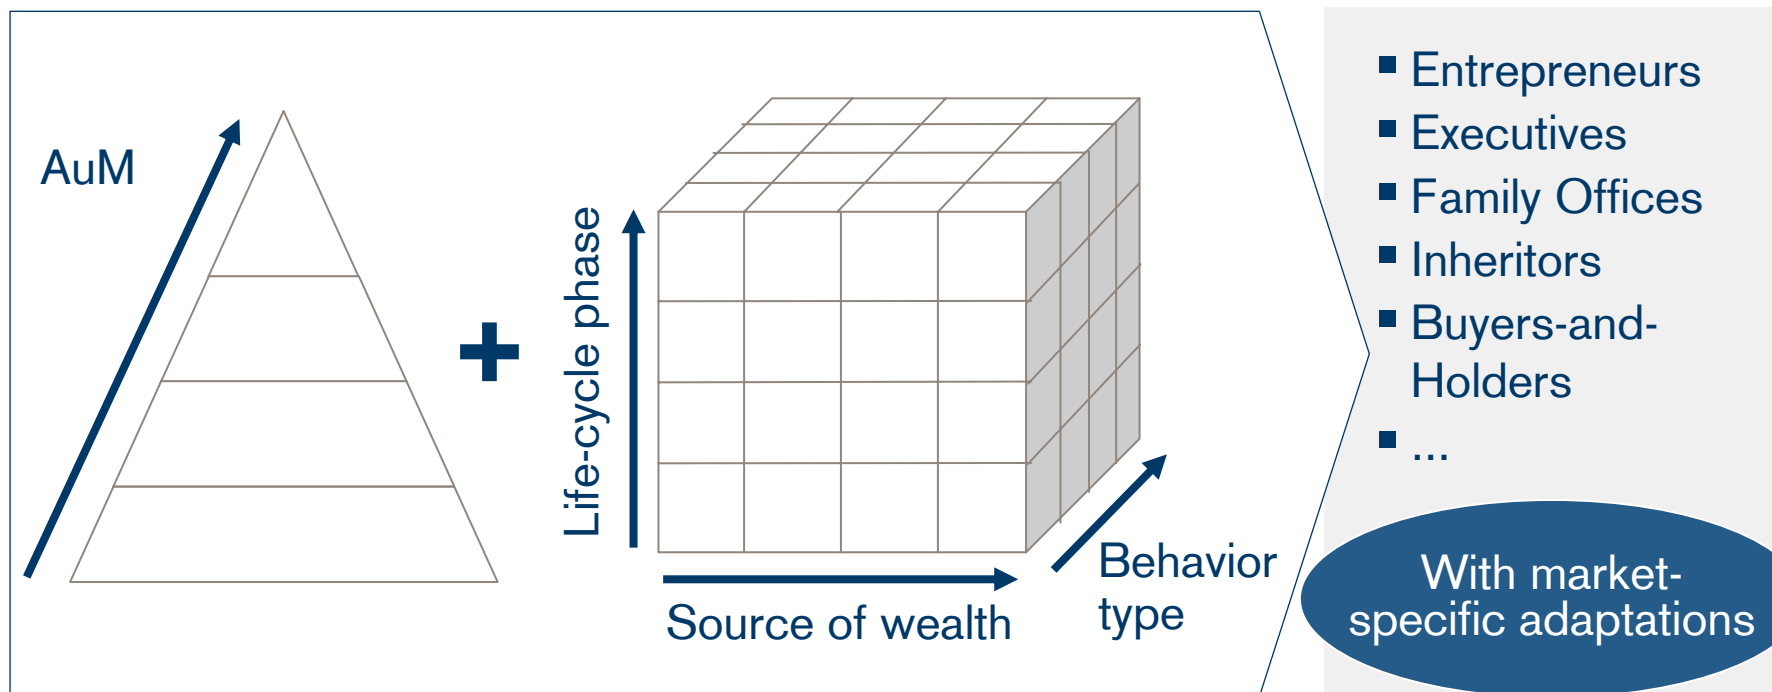 AuM
Life-cycle phase
Source of wealth
Behavior
type
Entrepreneurs
Executives
Family Offices
Inheritors
Buyers-and-
Holders
...
With market-
specific adaptations